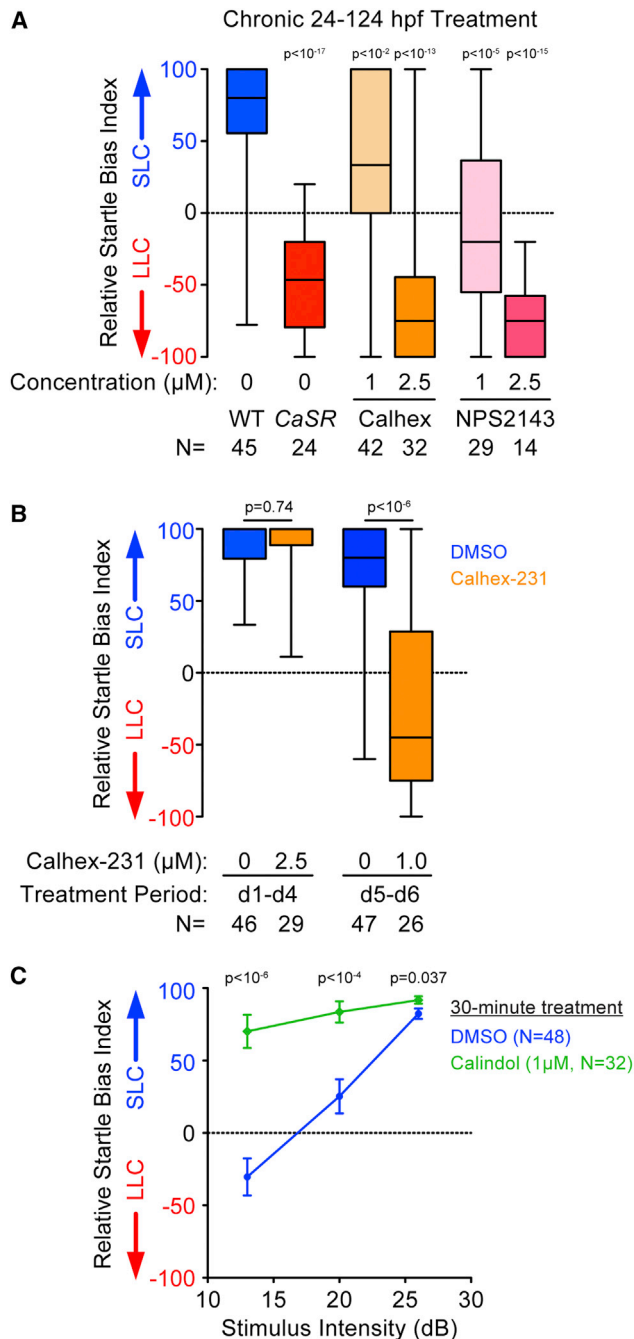 A
Chronic 24-124 hpf Treatment
p<10-17 p<10-2 p<10-13 p<10-5 p<10-15
Relative Startle Bias Index
SLC
LLC
100
50
0
-50
-100
Concentration (µM): 0 0 1 2.5 1 2.5
WT CaSR Calhex NPS2143
N= 45 24 42 32 29 14
B
p=0.74 p<10-6
Relative Startle Bias Index
SLC
LLC
100
50
0
-50
-100
DMSO
Calhex-231
Calhex-231 (µM): 0 2.5 0 1.0
Treatment Period: d1-d4 d5-d6
N= 46 29 47 26
C
p<10-6 p<10-4 p=0.037
Relative Startle Bias Index
SLC
LLC
100
50
0
-50
-100
30-minute treatment
DMSO (N=48)
Calindol (1µM, N=32)
10 15 20 25 30
Stimulus Intensity (dB)